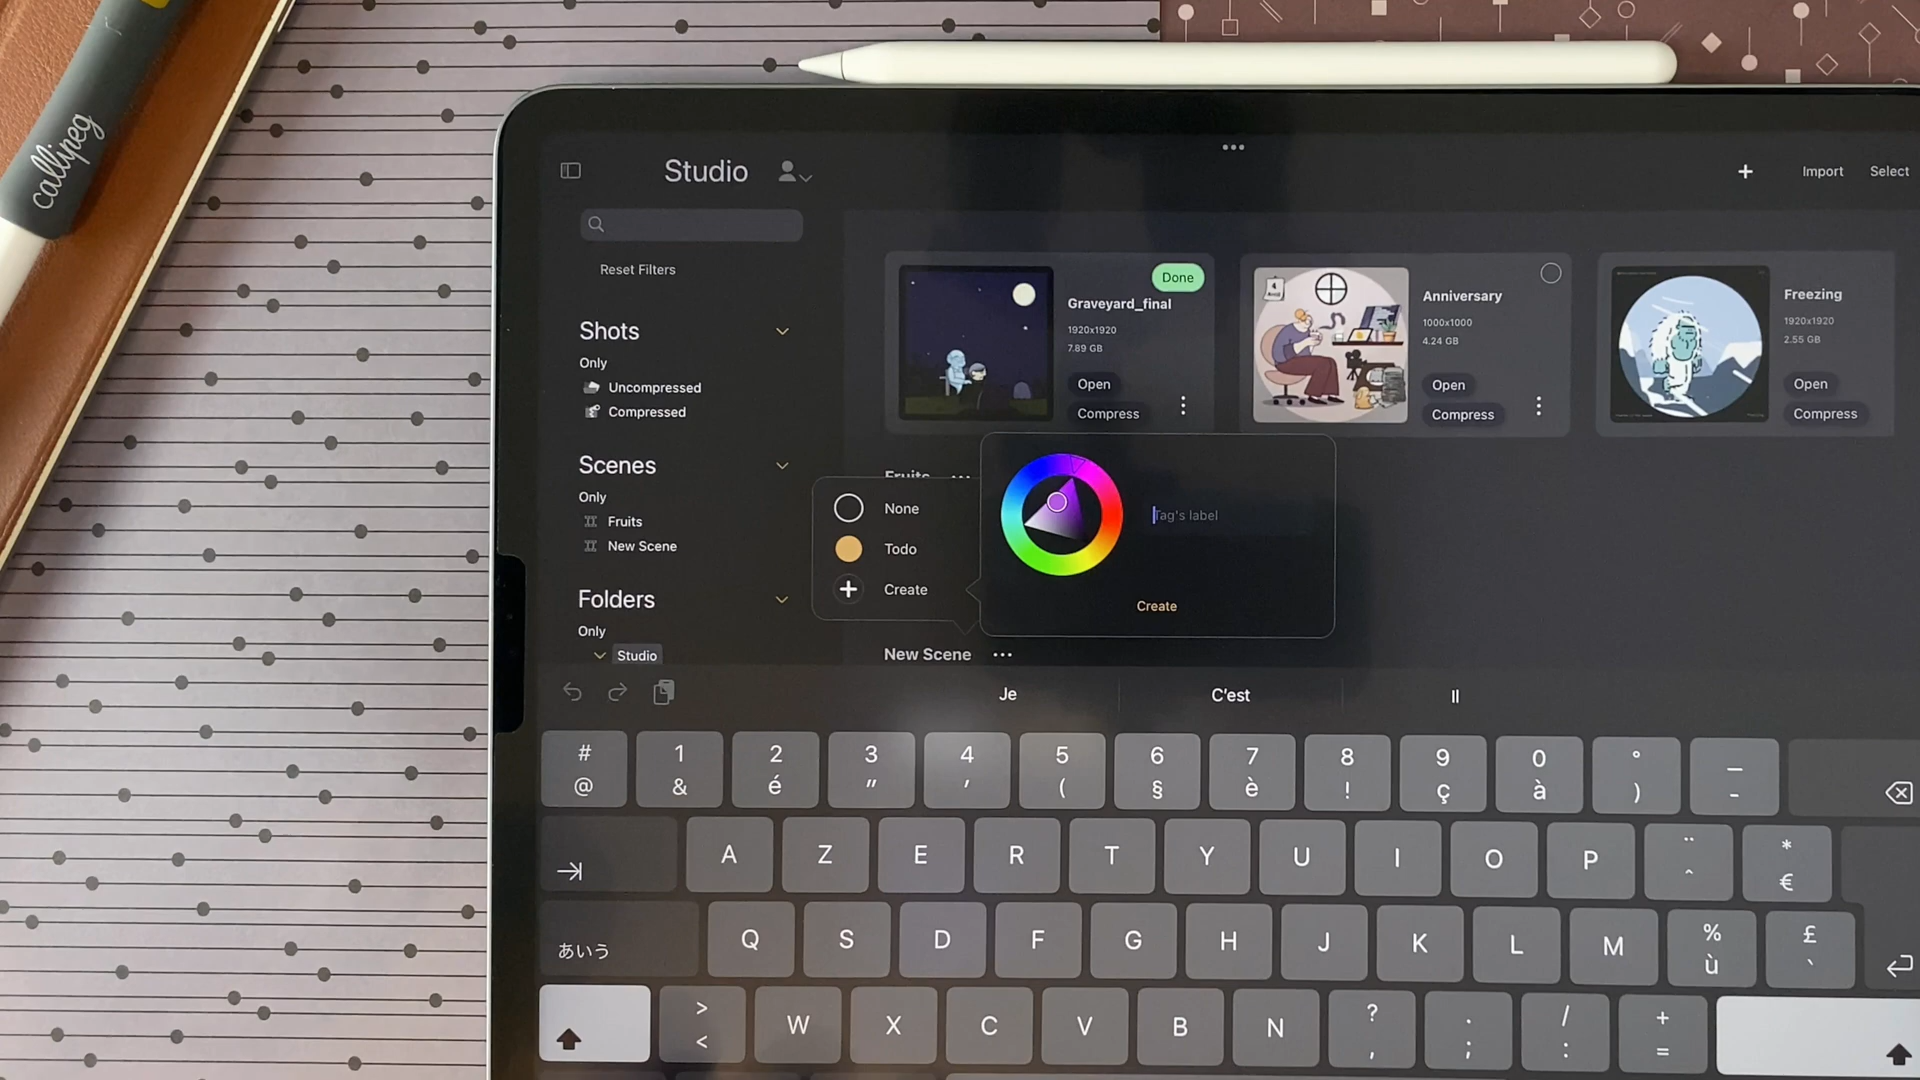 callipeg
Studio
Import
Select
Reset Filters
Shots
Only
Uncompressed
Compressed
Scenes
Only
Fruits
New Scene
Folders
Only
Studio
Done
Graveyard_final
1920x1920
7.89 GB
Open
Compress
Anniversary
1000x1000
4.24 GB
Open
Compress
Freezing
1920x1920
2.55 GB
Open
Compress
Fruits
None
Todo
Create
Tag's label
Create
New Scene
Je
C'est
Il
# 1 2 3 4 5 6 7 8 9 0 ° _
@ & é " ' ( § è ! ç à ) -
A Z E R T Y U I O P ¨ *
^ €
あいう Q S D F G H J K L M % £
ù `
> W X C V B N ? . / +
< , ; : =